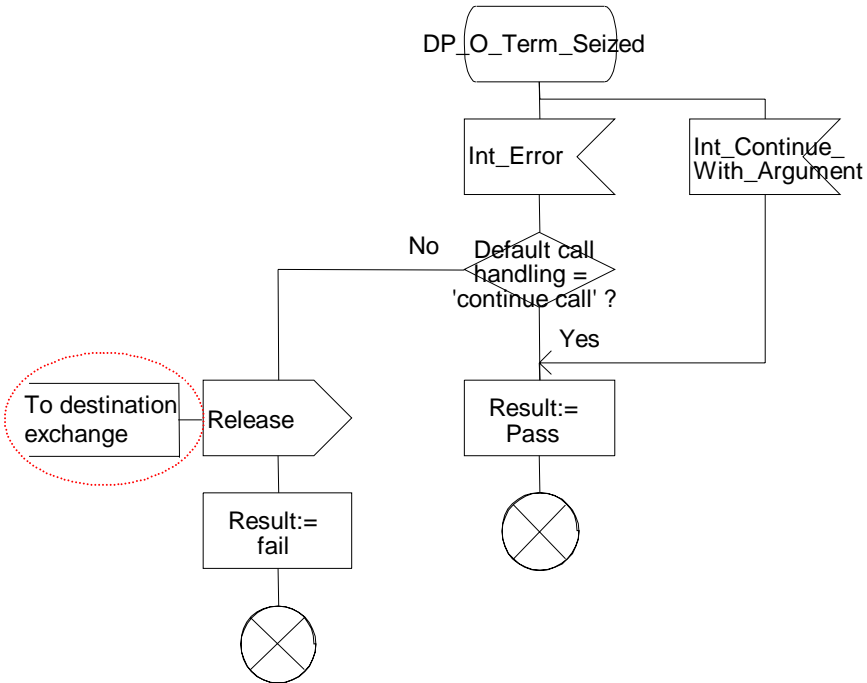 DP_O_Term_Seized
Int_Error
Int_Continue_
With_Argument
No
Default call
handling =
'continue call' ?
Yes
To destination
exchange
Release
Result:=
Pass
Result:=
fail